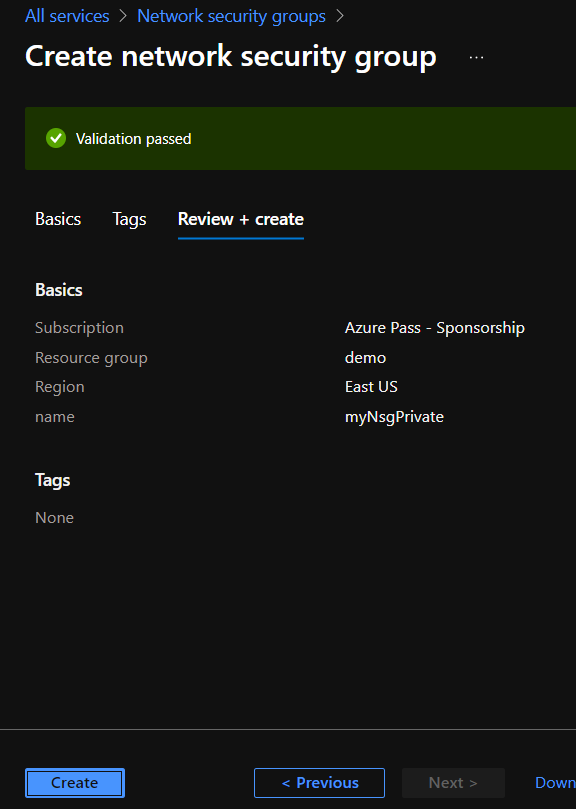 All services > Network security groups >
Create network security group ...
Validation passed
Basics Tags Review + create
Basics
Subscription Azure Pass - Sponsorship
Resource group demo
Region East US
name myNsgPrivate
Tags
None
Create < Previous Next > Down